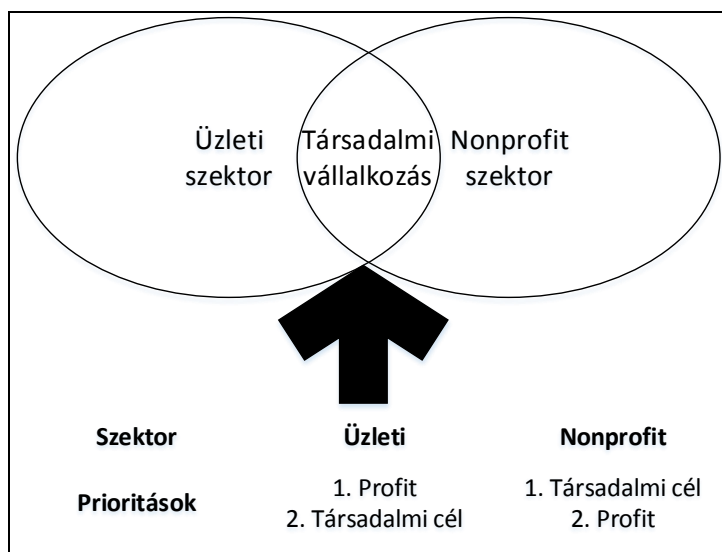 Üzleti
szektor
Társadalmi
vállalkozás
Nonprofit
szektor
Szektor Üzleti Nonprofit
Prioritások
1. Profit
2. Társadalmi cél
1. Társadalmi cél
2. Profit